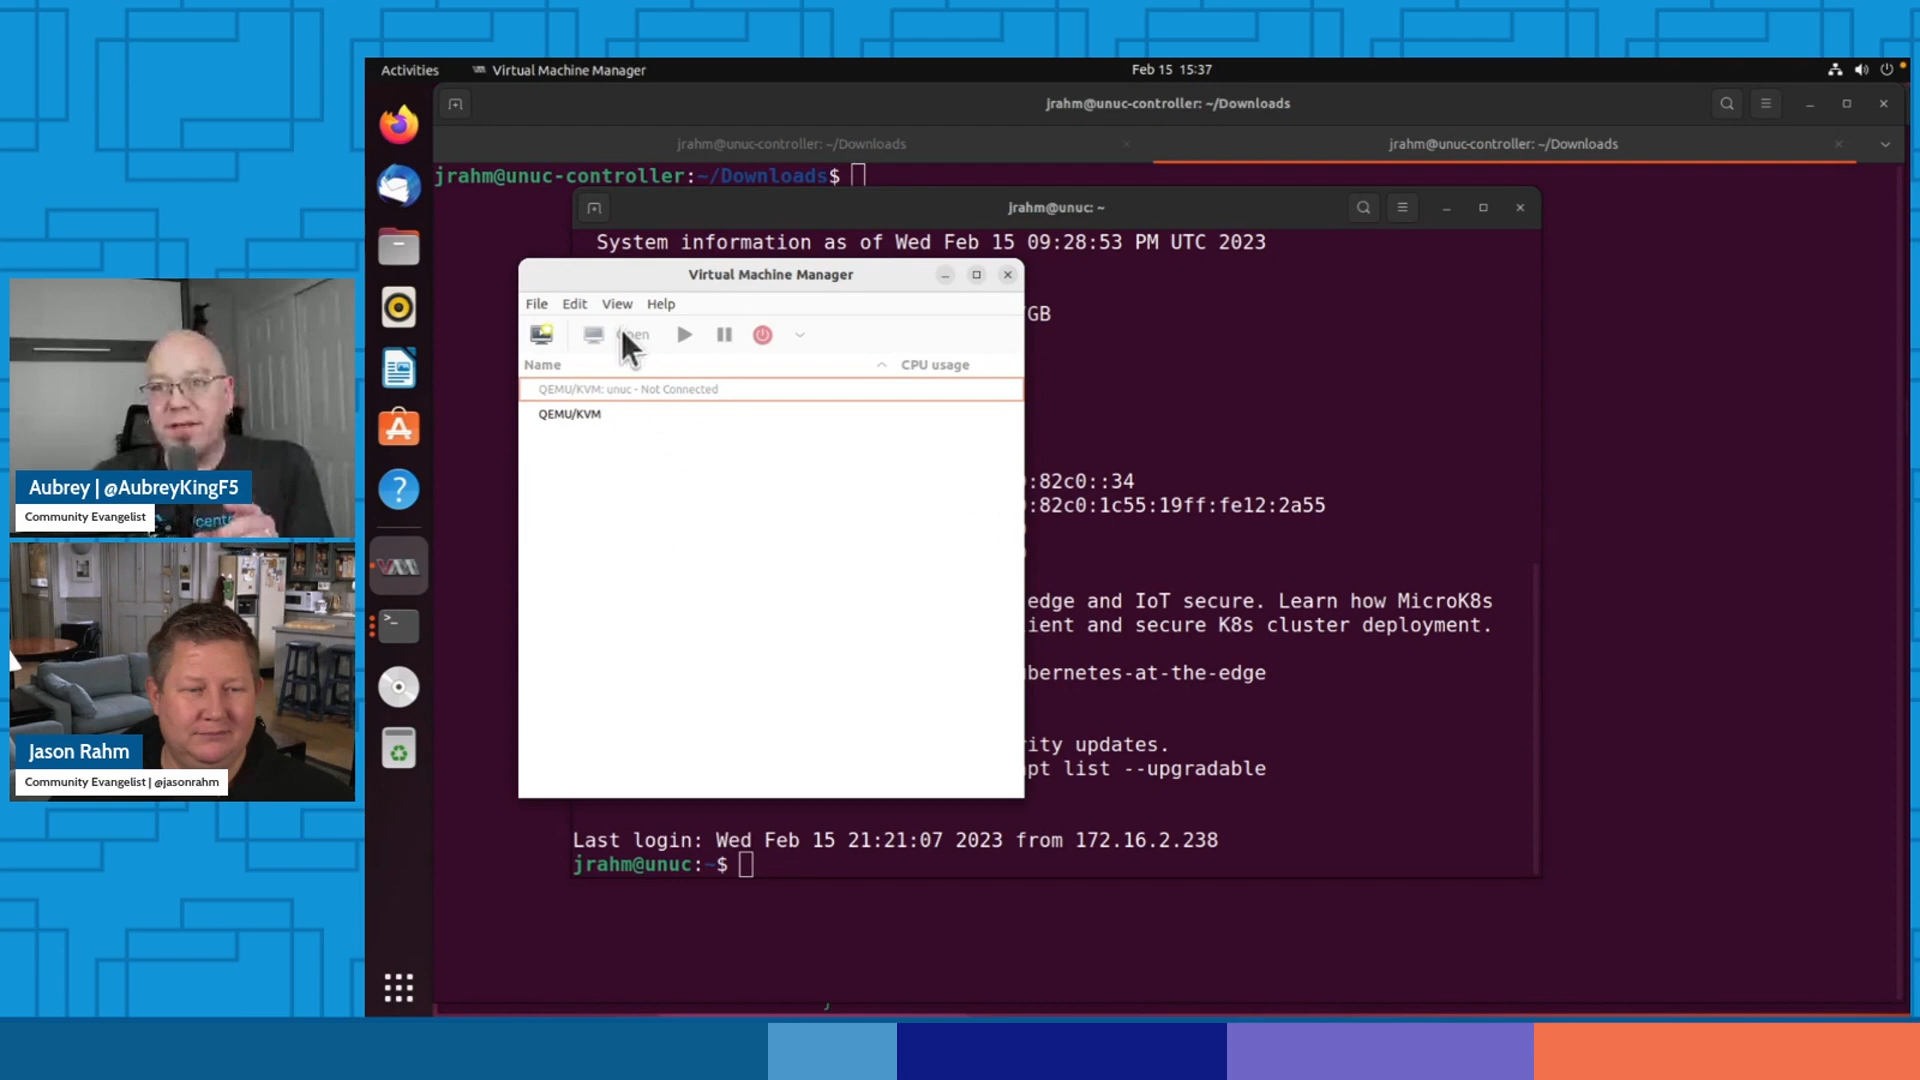 Activities
Virtual Machine Manager
Feb 15 15:37
jrahm@unuc-controller: ~/Downloads
jrahm@unuc-controller: ~/Downloads
jrahm@unuc-controller: ~/Downloads
jrahm@unuc-controller:~/Downloads$
jrahm@unuc: ~
System information as of Wed Feb 15 09:28:53 PM UTC 2023
Virtual Machine Manager
File Edit View Help
GB
Name
CPU usage
QEMU/KVM: unuc - Not Connected
QEMU/KVM
:82c0::34
:82c0:1c55:19ff:fe12:2a55
edge and IoT secure. Learn how MicroK8s
ient and secure K8s cluster deployment.
bernetes-at-the-edge
ity updates.
pt list --upgradable
Last login: Wed Feb 15 21:21:07 2023 from 172.16.2.238
jrahm@unuc:~$
Aubrey | @AubreyKingF5
Community Evangelist
Jason Rahm
Community Evangelist | @jasonrahm